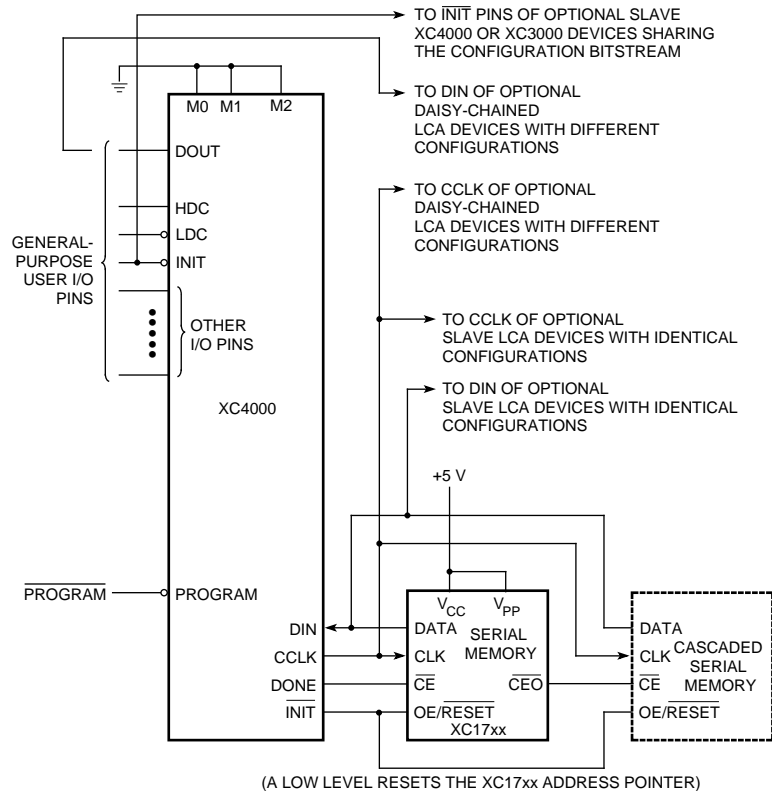 TO INIT PINS OF OPTIONAL SLAVE
XC4000 OR XC3000 DEVICES SHARING
THE CONFIGURATION BITSTREAM
TO DIN OF OPTIONAL
DAISY-CHAINED
LCA DEVICES WITH DIFFERENT
CONFIGURATIONS
M0 M1 M2
DOUT
HDC
LDC
INIT
GENERAL-
PURPOSE
USER I/O
PINS
OTHER
I/O PINS
TO CCLK OF OPTIONAL
DAISY-CHAINED
LCA DEVICES WITH DIFFERENT
CONFIGURATIONS
TO CCLK OF OPTIONAL
SLAVE LCA DEVICES WITH IDENTICAL
CONFIGURATIONS
XC4000
TO DIN OF OPTIONAL
SLAVE LCA DEVICES WITH IDENTICAL
CONFIGURATIONS
+5 V
PROGRAM
PROGRAM
DIN
CCLK
DONE
INIT
VCC VPP
DATA
CLK
CE
OE/RESET
SERIAL
MEMORY
CEO
XC17xx
DATA
CLK
CE
OE/RESET
CASCADED
SERIAL
MEMORY
(A LOW LEVEL RESETS THE XC17xx ADDRESS POINTER)